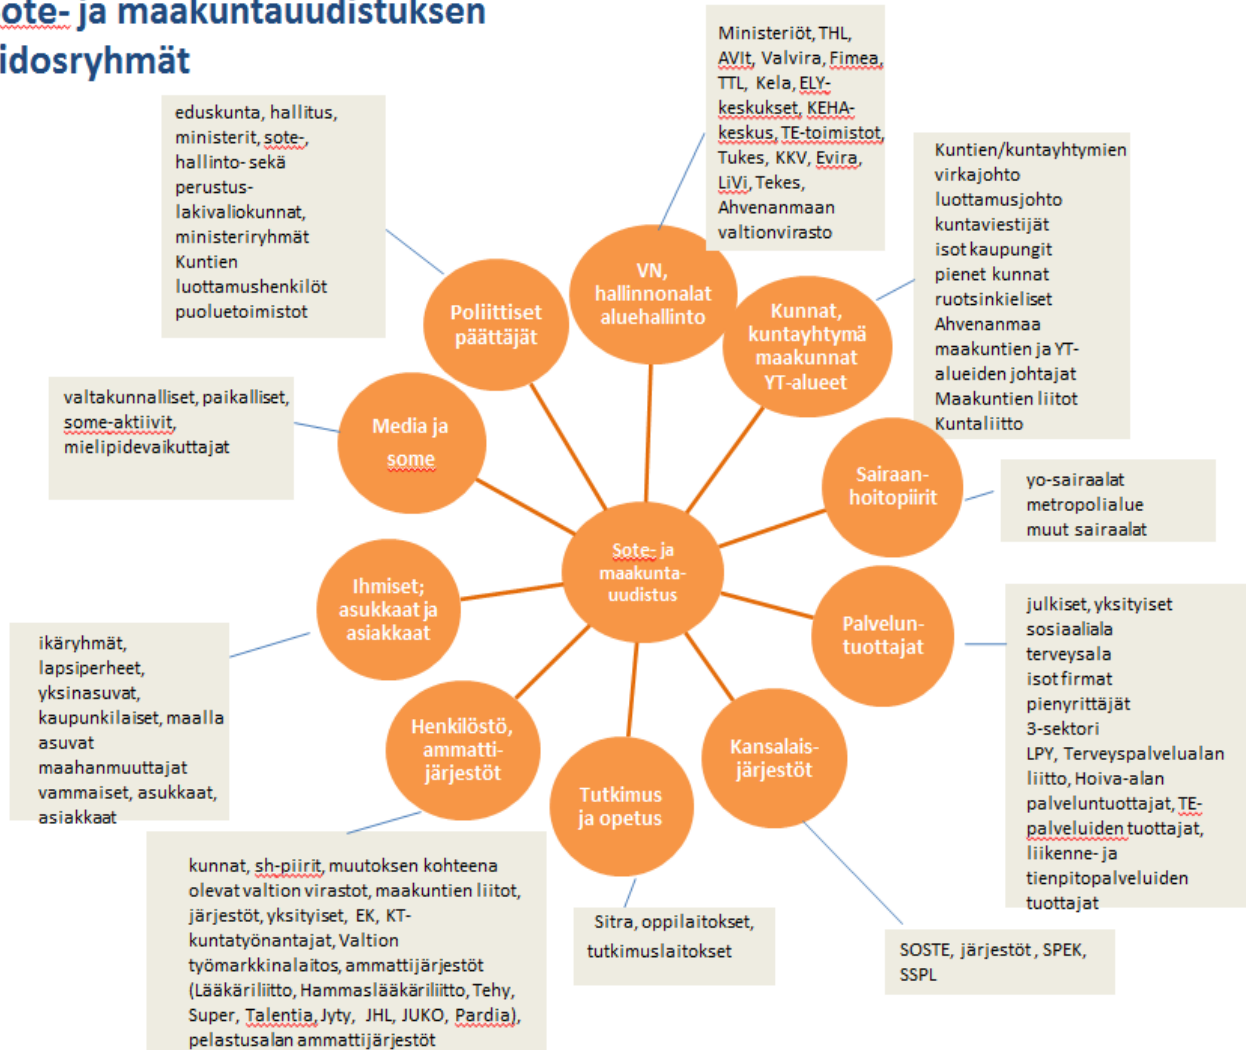 ote- ja maakuntauudistuksen
idosryhmät
Ministeriöt, THL,
AVIt, Valvira, Fimea,
TTL, Kela, ELY-
keskukset, KEHA-
keskus, TE-toimistot,
Tukes, KKV, Evira,
LiVi, Tekes,
Ahvenanmaan
valtionvirasto
eduskunta, hallitus,
ministerit, sote-,
hallinto- sekä
perustus-
lakivaliokunnat,
ministeriryhmät
Kuntien
luottamushenkilöt
puoluetoimistot
Kuntien/kuntayhtymien
virkajohto
luottamusjohto
kuntaviestijät
isot kaupungit
pienet kunnat
ruotsinkieliset
Ahvenanmaa
maakuntien ja YT-
alueiden johtajat
Maakuntien liitot
Kuntaliitto
Poliittiset
päättäjät
VN,
hallinnonalat
aluehallinto
Kunnat,
kuntayhtymä
maakunnat
YT-alueet
valtakunnalliset, paikalliset,
some-aktiivit,
mielipidevaikuttajat
Media ja
some
Sairaan-
hoitopiirit
yo-sairaalat
metropolialue
muut sairaalat
Sote- ja
maakunta-
uudistus
Ihmiset;
asukkaat ja
asiakkaat
Palvelun-
tuottajat
julkiset, yksityiset
sosiaaliala
terveysala
isot firmat
pienyrittäjät
3-sektori
LPY, Terveyspalvelualan
liitto, Hoiva-alan
palveluntuottajat, TE-
palveluiden tuottajat,
liikenne- ja
tienpitopalveluiden
tuottajat
ikäryhmät,
lapsiperheet,
yksinasuvat,
kaupunkilaiset, maalla
asuvat
maahanmuuttajat
vammaiset, asukkaat,
asiakkaat
Henkilöstö,
ammatti-
järjestöt
Tutkimus
ja opetus
Kansalais-
järjestöt
kunnat, sh-piirit, muutoksen kohteena
olevat valtion virastot, maakuntien liitot,
järjestöt, yksityiset, EK, KT-
kuntatyönantajat, Valtion
työmarkkinalaitos, ammattijärjestöt
(Lääkäriliitto, Hammaslääkäriliitto, Tehy,
Super, Talentia, Jyty, JHL, JUKO, Pardia),
pelastusalan ammattijärjestöt
Sitra, oppilaitokset,
tutkimuslaitokset
SOSTE, järjestöt , SPEK,
SSPL